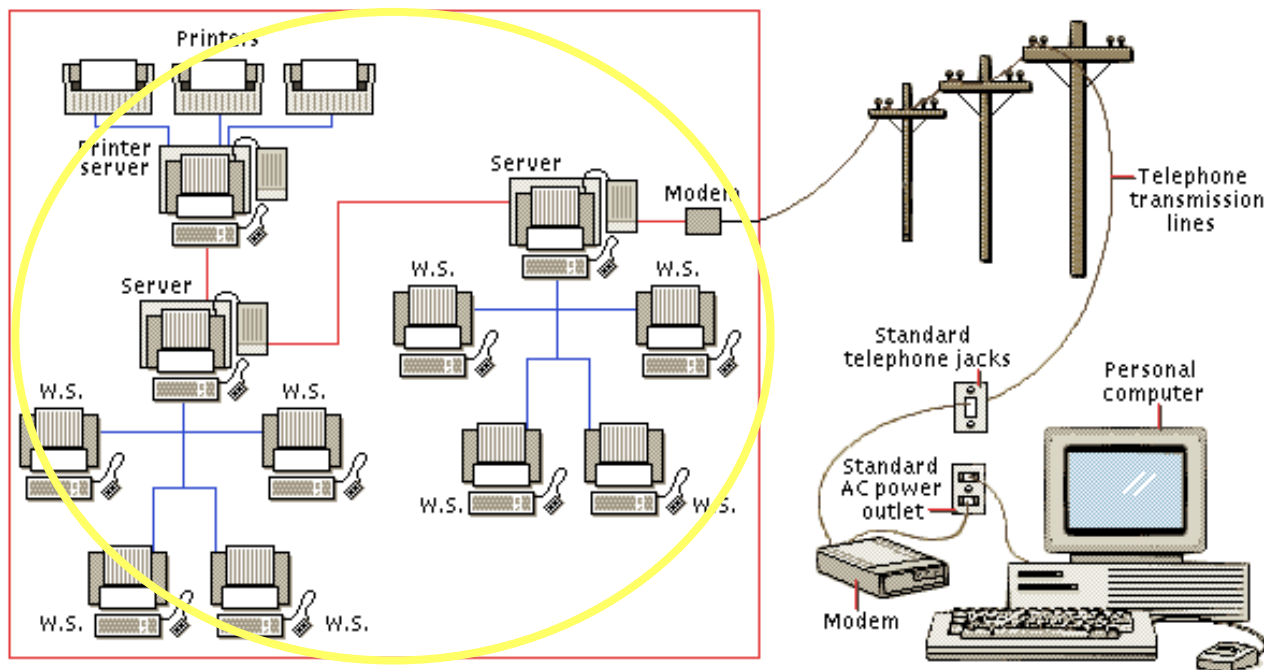 Printers
Printer
server
Server
Modem
Server
W.S.
W.S.
W.S.
W.S.
W.S.
W.S.
W.S.
W.S.
Telephone
transmission
lines
Standard
telephone jacks
Personal
computer
Standard
AC power
outlet
Modem